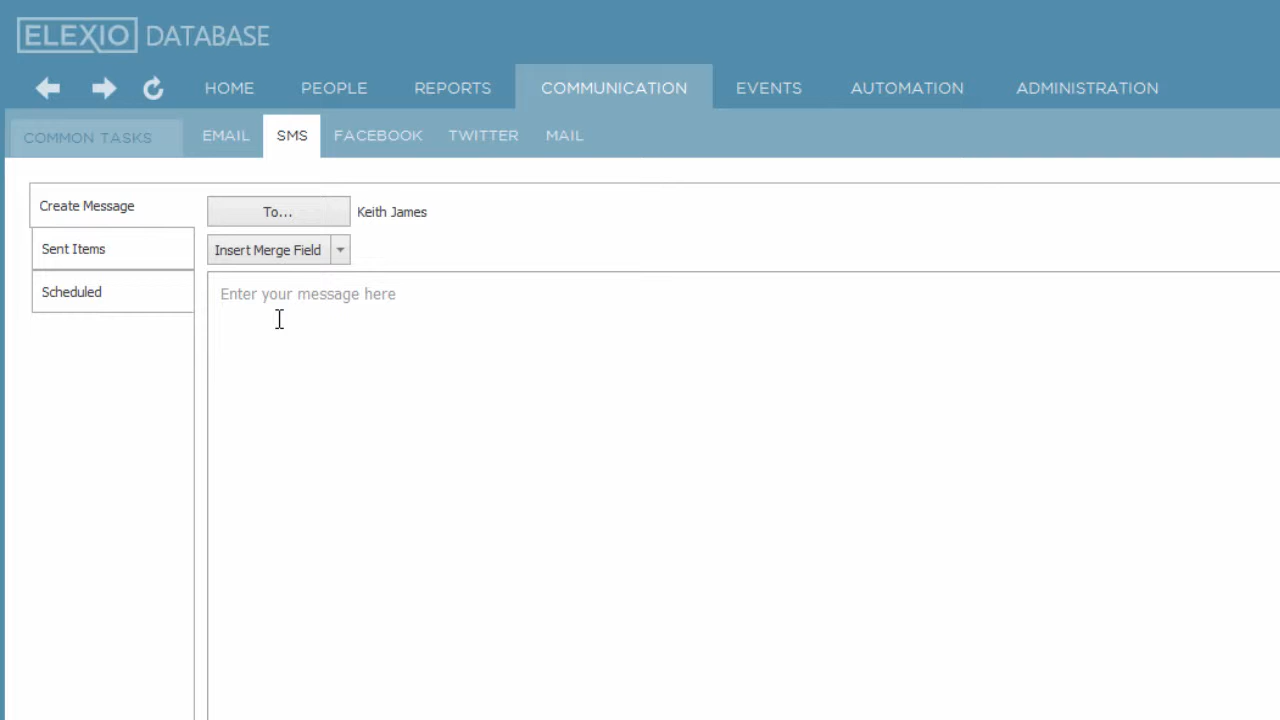 ELEXIO DATABASE
HOME PEOPLE REPORTS COMMUNICATION EVENTS AUTOMATION ADMINISTRATION
COMMON TASKS EMAIL SMS FACEBOOK TWITTER MAIL
Create Message
To...
Keith James
Sent Items
Insert Merge Field
Scheduled
Enter your message here